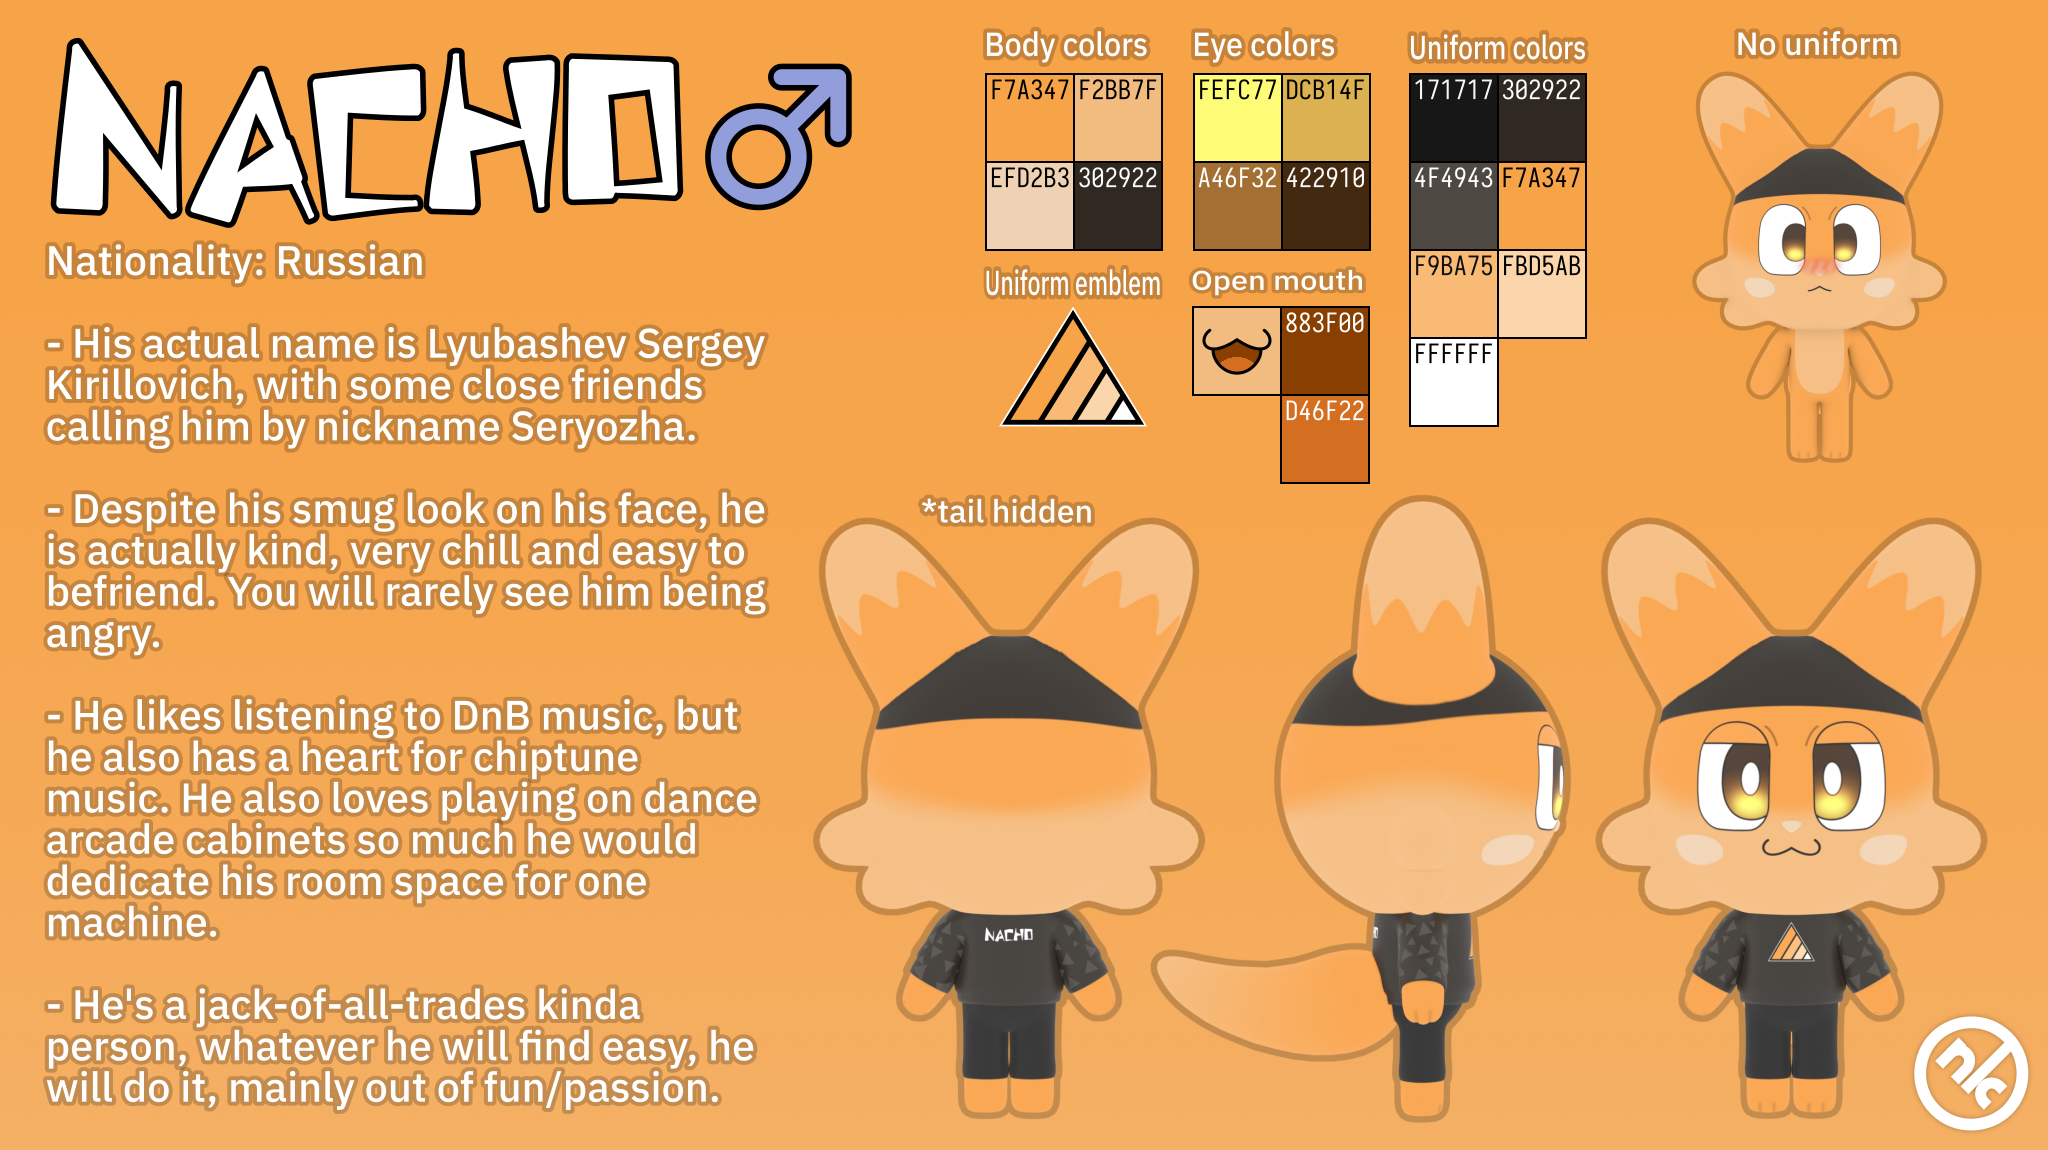 NACHO
Nationality: Russian
- His actual name is Lyubashev Sergey
Kirillovich, with some close friends
calling him by nickname Seryozha.
- Despite his smug look on his face, he
is actually kind, very chill and easy to
befriend. You will rarely see him being
angry.
- He likes listening to DnB music, but
he also has a heart for chiptune
music. He also loves playing on dance
arcade cabinets so much he would
dedicate his room space for one
machine.
- He's a jack-of-all-trades kinda
person, whatever he will find easy, he
will do it, mainly out of fun/passion.
Body colors
F7A347 F2BB7F
EFD2B3 302922
Eye colors
FEFC77 DCB14F
A46F32 422910
Uniform colors
171717 302922
4F4943 F7A347
F9BA75 FBD5AB
FFFFFF
No uniform
Uniform emblem
Open mouth
883F00
D46F22
*tail hidden
NACHO
nc